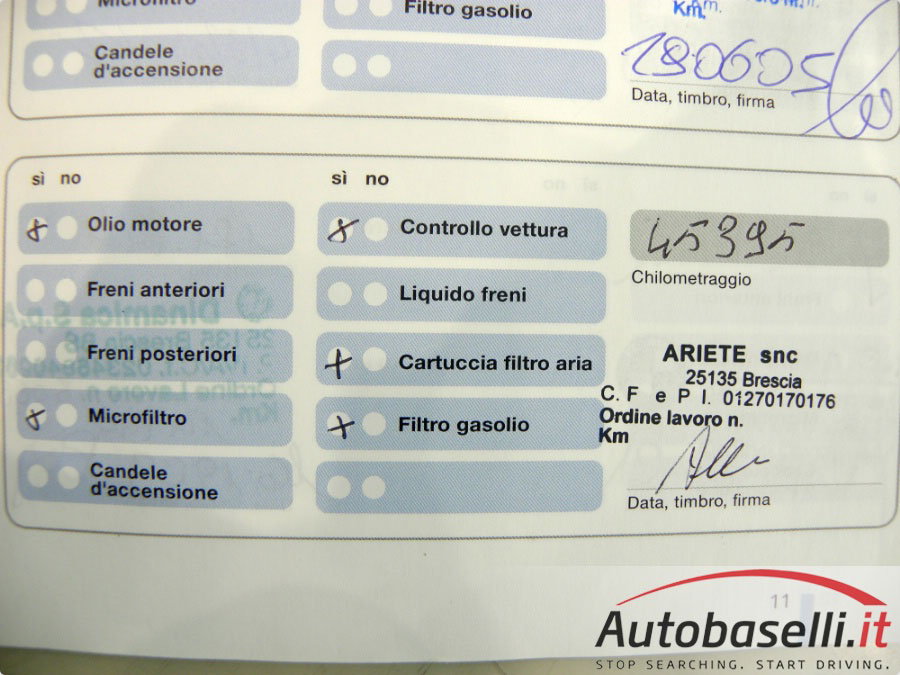 Microfiltro
Filtro gasolio
Km.
Candele
d'accensione
190605
Data, timbro, firma
sì no
sì no
Olio motore
Controllo vettura
45395
Chilometraggio
Freni anteriori
Liquido freni
Freni posteriori
Cartuccia filtro aria
Microfiltro
Filtro gasolio
Candele
d'accensione
ARIETE snc
25135 Brescia
C. F e P I. 01270170176
Ordine lavoro n.
Km
Data, timbro, firma
11
Autobaselli.it
STOP SEARCHING. START DRIVING.